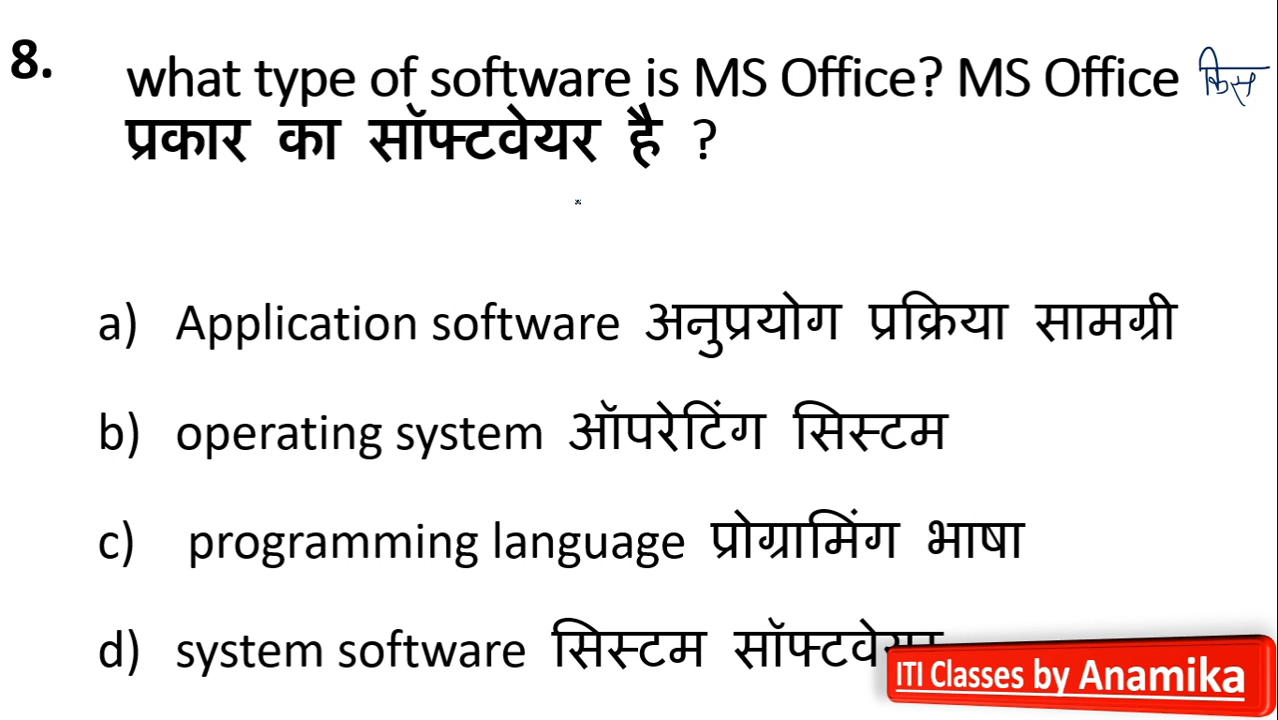 8. what type of software is MS Office? MS Office किस
प्रकार का सॉफ्टवेयर है ?
a) Application software अनुप्रयोग प्रक्रिया सामग्री
b) operating system ऑपरेटिंग सिस्टम
c) programming language प्रोग्रामिंग भाषा
d) system software सिस्टम सॉफ्टवेयर
ITI Classes by Anamika